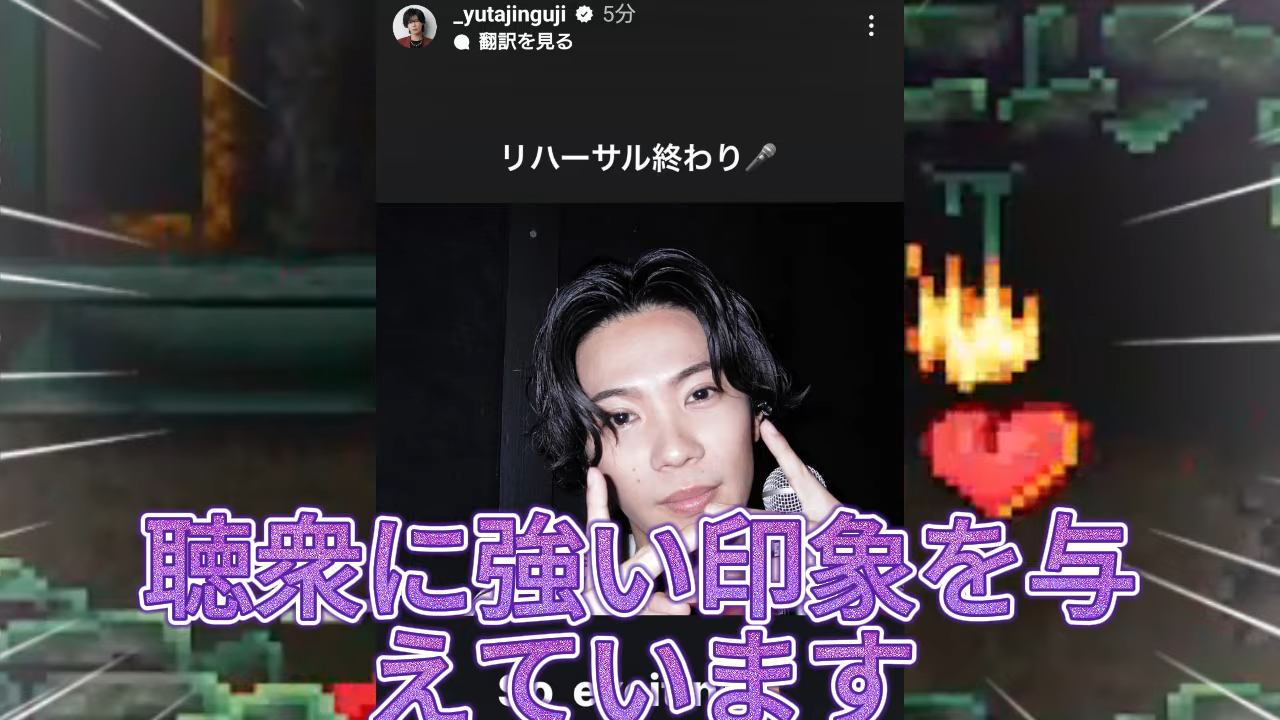 _yutajinguji 5分
翻訳を見る
リハーサル終わり🎤
聴衆に強い印象を与
えています